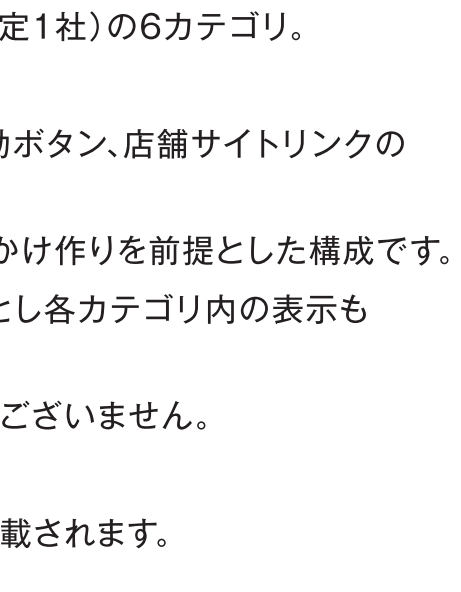 定1社）の6カテゴリ。
ボタン、店舗サイトリンクの
かけ作りを前提とした構成です。
とし各カテゴリ内の表示も
ございません。
載されます。